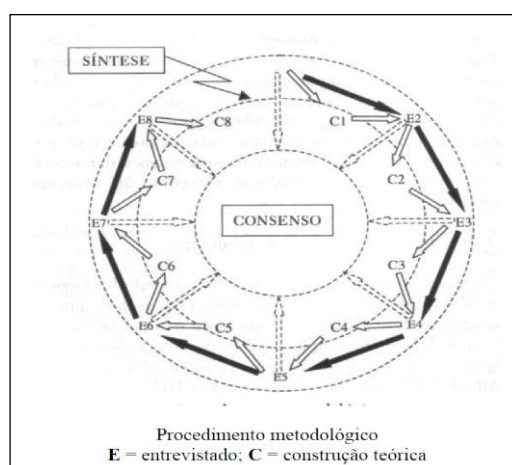 SÍNTESE
C1
E2
C2
E3
C3
E4
C4
E5
C5
E6
C6
E7
C7
E8
C8
CONSENSO
Procedimento metodológico
E = entrevistado; C = construção teórica